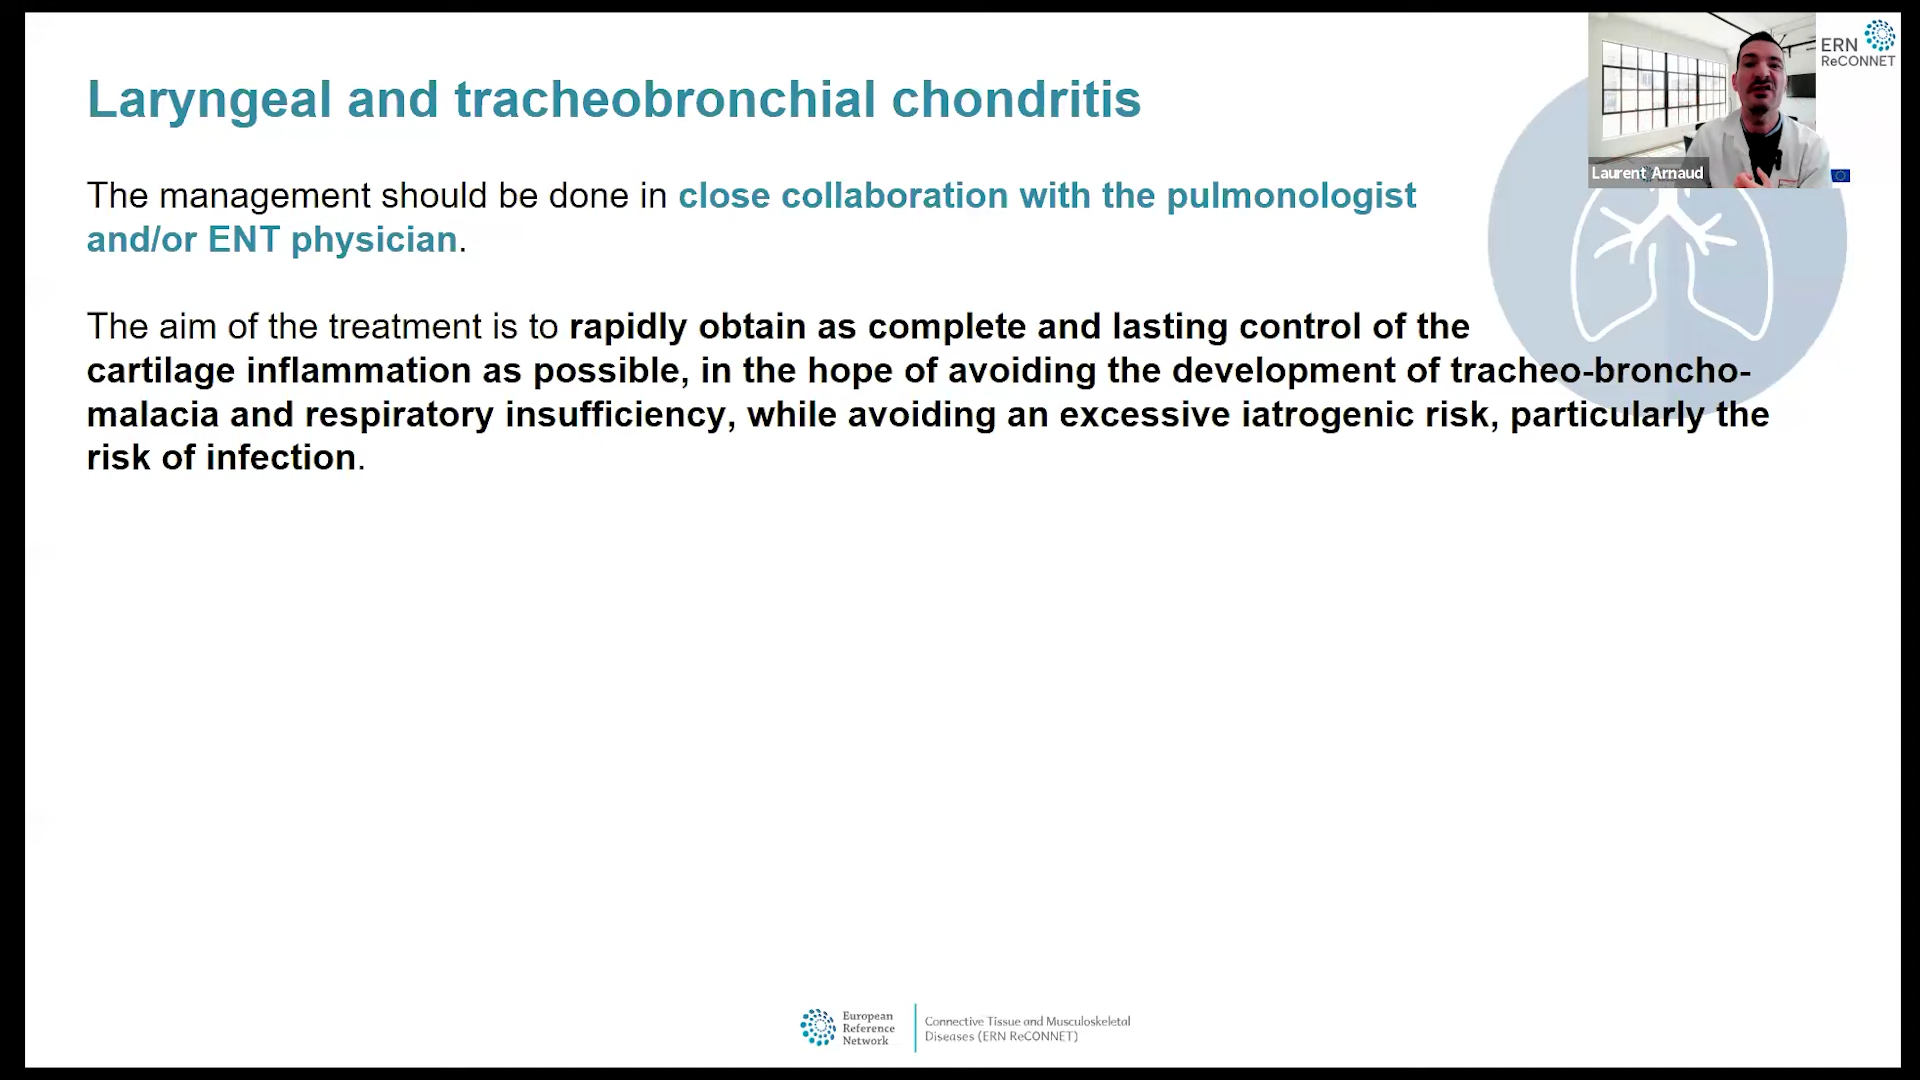 Laryngeal and tracheobronchial chondritis
ERN
ReCONNET
Laurent Arnaud
The management should be done in close collaboration with the pulmonologist
and/or ENT physician.
The aim of the treatment is to rapidly obtain as complete and lasting control of the
cartilage inflammation as possible, in the hope of avoiding the development of tracheo-broncho-
malacia and respiratory insufficiency, while avoiding an excessive iatrogenic risk, particularly the
risk of infection.
European
Reference
Network
Connective Tissue and Musculoskeletal
Diseases (ERN ReCONNET)